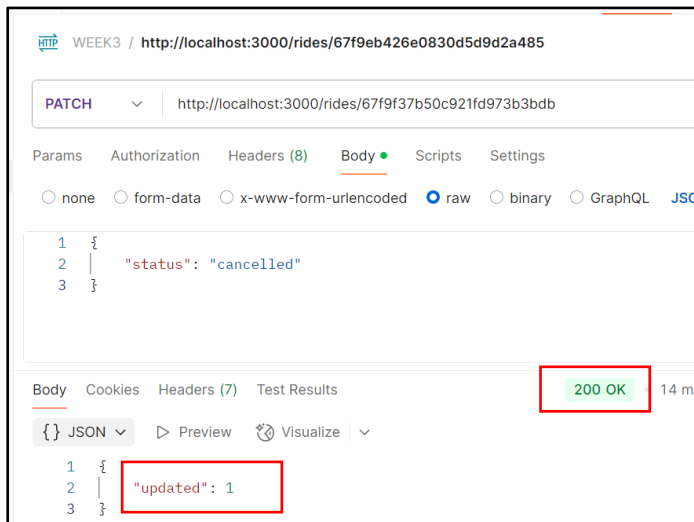 HTTP WEEK3 / http://localhost:3000/rides/67f9eb426e0830d5d9d2a485
PATCH http://localhost:3000/rides/67f9f37b50c921fd973b3bdb
Params Authorization Headers (8) Body Scripts Settings
none form-data x-www-form-urlencoded raw binary GraphQL JSO
1 {
2 "status": "cancelled"
3 }
Body Cookies Headers (7) Test Results 200 OK 14 m
{} JSON Preview Visualize
1 {
2 "updated": 1
3 }